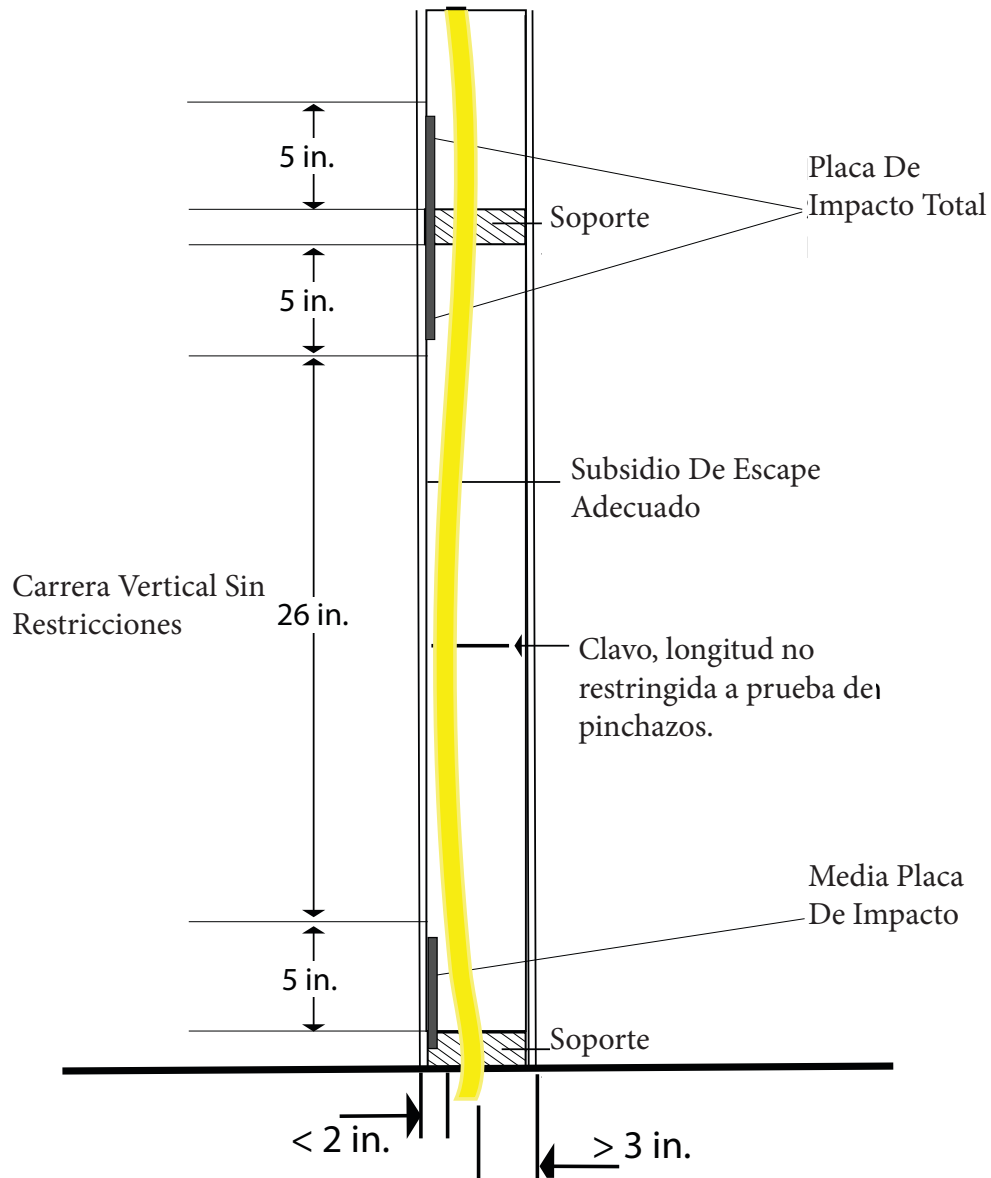 5 in.
Placa De
Impacto Total
Soporte
5 in.
Subsidio De Escape
Adecuado
Carrera Vertical Sin
Restricciones
26 in.
Clavo, longitud no
restringida a prueba de
pinchazos.
Media Placa
De Impacto
5 in.
Soporte
< 2 in.
> 3 in.